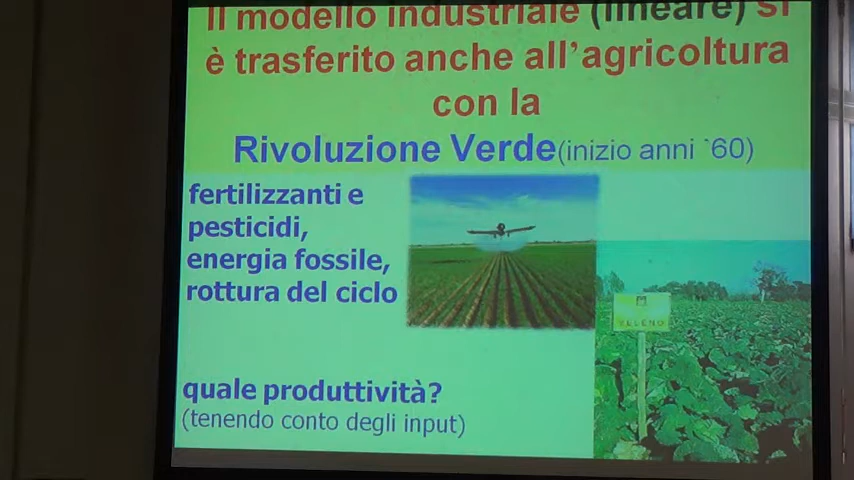 Il modello industriale (lineare) si
è trasferito anche all'agricoltura
con la
Rivoluzione Verde(inizio anni `60)
fertilizzanti e
pesticidi,
energia fossile,
rottura del ciclo
VELENO
quale produttività?
(tenendo conto degli input)